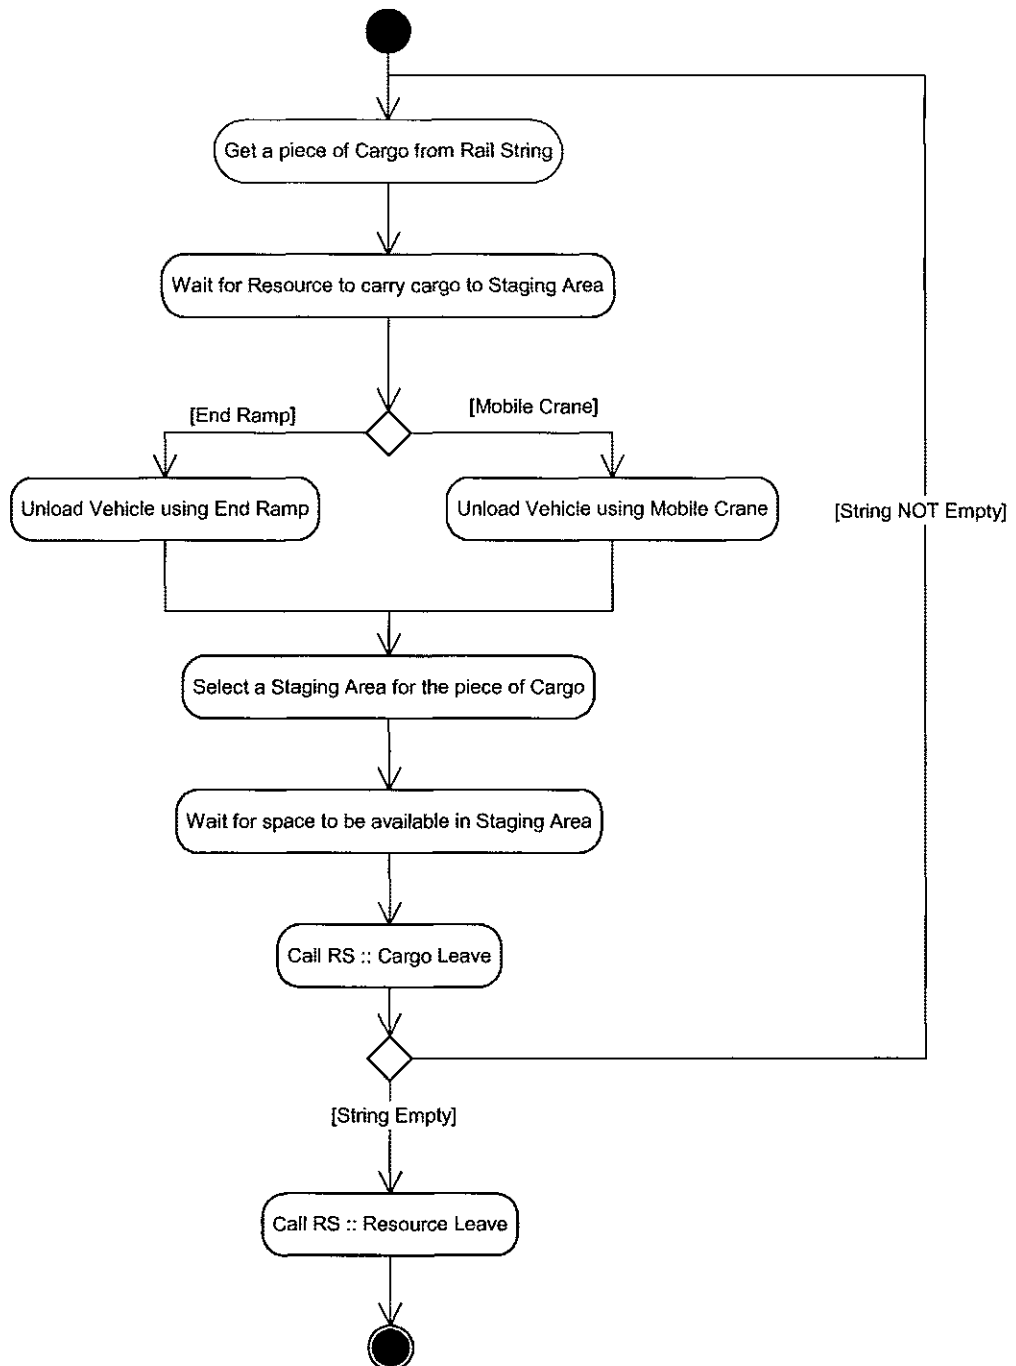 Get a piece of Cargo from Rail String
Wait for Resource to carry cargo to Staging Area
[End Ramp]
[Mobile Crane]
Unload Vehicle using End Ramp
Unload Vehicle using Mobile Crane
[String NOT Empty]
Select a Staging Area for the piece of Cargo
Wait for space to be available in Staging Area
Call RS :: Cargo Leave
[String Empty]
Call RS :: Resource Leave